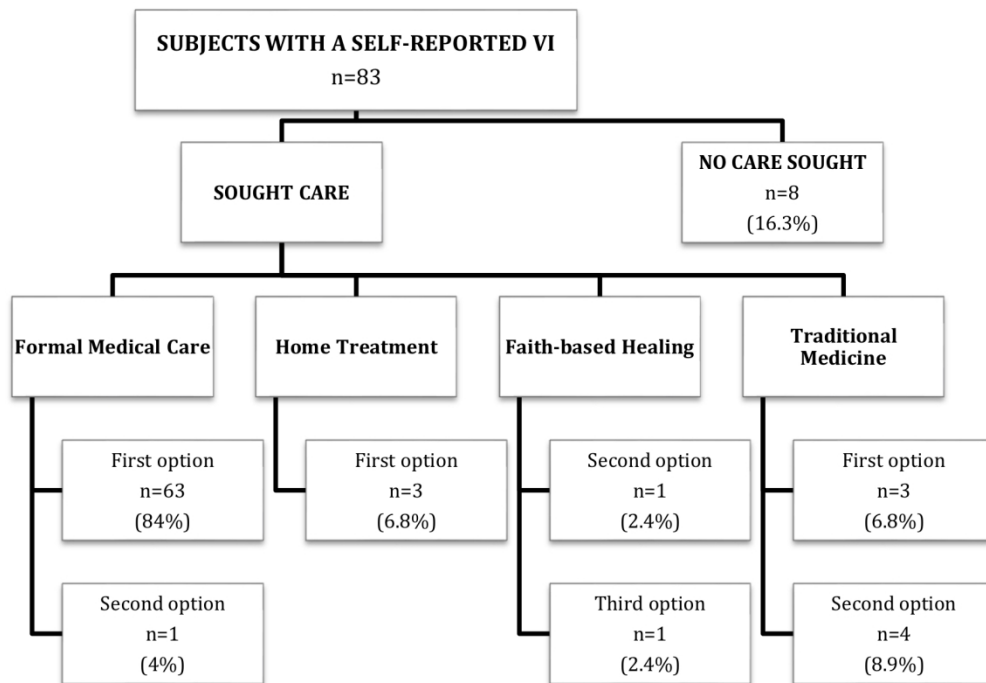 SUBJECTS WITH A SELF-REPORTED VI
n=83
SOUGHT CARE
NO CARE SOUGHT
n=8
(16.3%)
Formal Medical Care
Home Treatment
Faith-based Healing
Traditional
Medicine
First option
n=63
(84%)
First option
n=3
(6.8%)
Second option
n=1
(2.4%)
First option
n=3
(6.8%)
Second option
n=1
(4%)
Third option
n=1
(2.4%)
Second option
n=4
(8.9%)